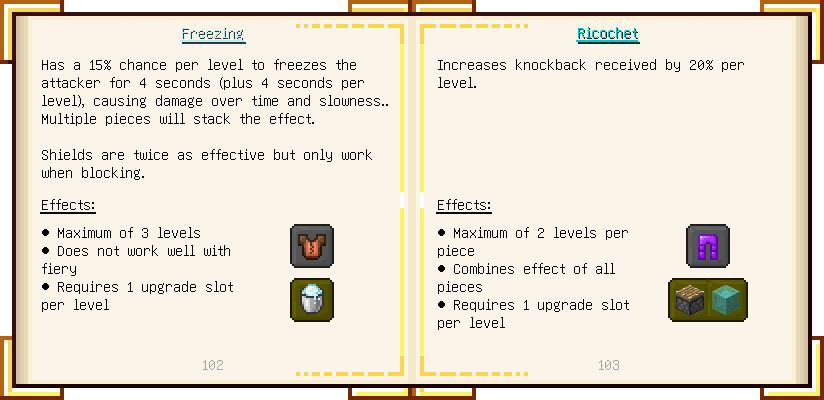 Freezing
Has a 15% chance per level to freezes the
attacker for 4 seconds (plus 4 seconds per
level), causing damage over time and slowness..
Multiple pieces will stack the effect.
Shields are twice as effective but only work
when blocking.
Effects:
● Maximum of 3 levels
● Does not work well with
fiery
● Requires 1 upgrade slot
per level
102
Ricochet
Increases knockback received by 20% per
level.
Effects:
● Maximum of 2 levels per
piece
● Combines effect of all
pieces
● Requires 1 upgrade slot
per level
103